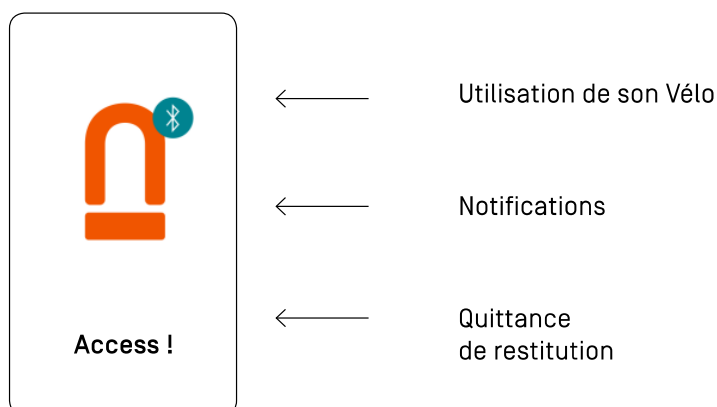 Utilisation de son Vélo
Notifications
Quittance
de restitution
Access !